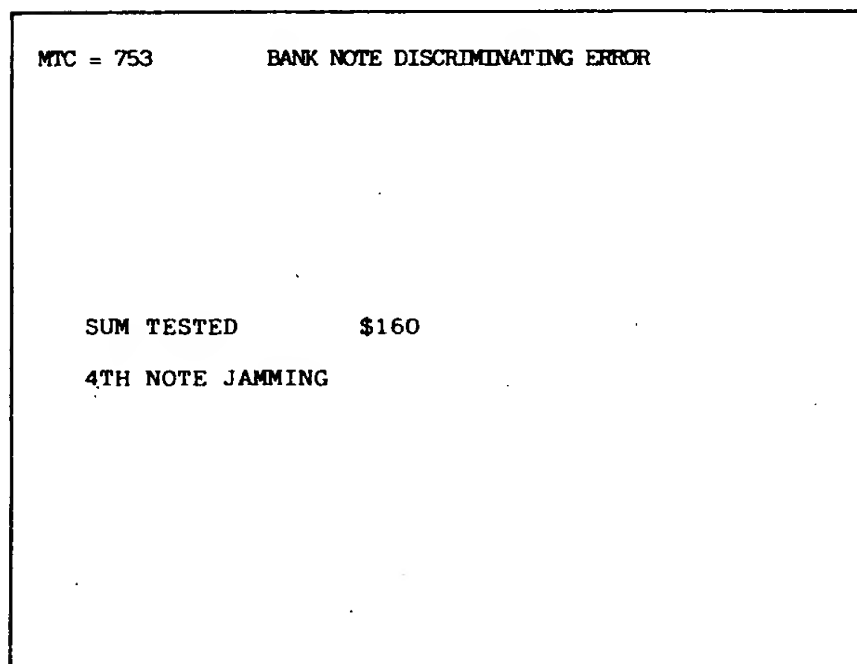 MTC = 753 BANK NOTE DISCRIMINATING ERROR
SUM TESTED $160
4TH NOTE JAMMING